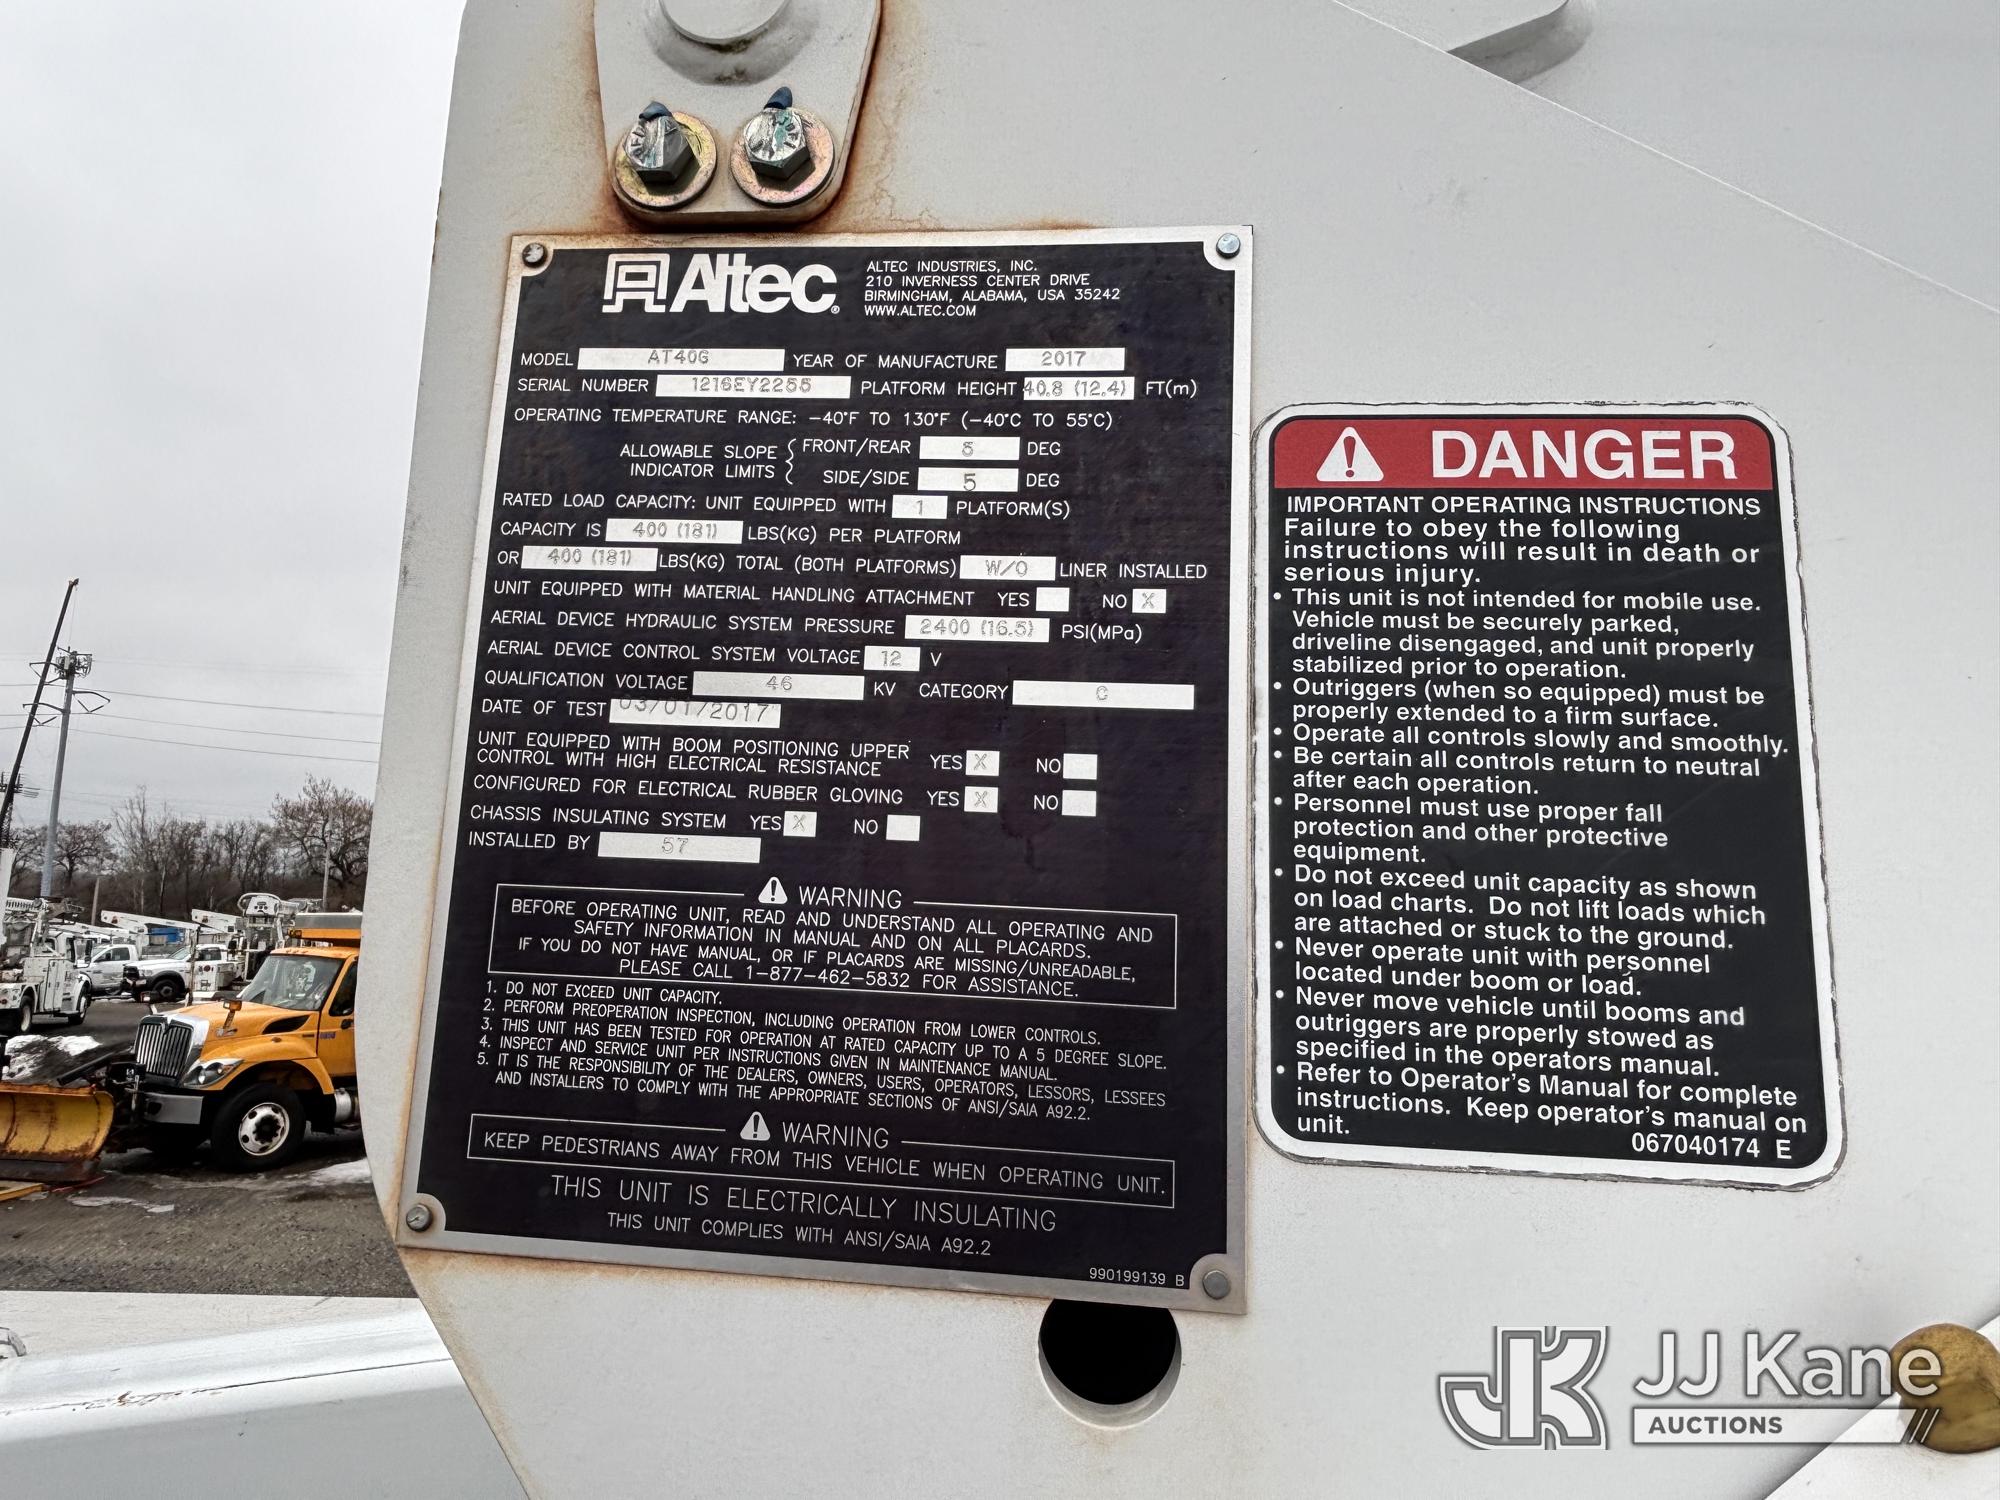 Altec
ALTEC INDUSTRIES, INC.
210 INVERNESS CENTER DRIVE
BIRMINGHAM, ALABAMA, USA 35242
WWW.ALTEC.COM
MODEL AT40G YEAR OF MANUFACTURE 2017
SERIAL NUMBER 1216EY2255 PLATFORM HEIGHT 40.8 (12.4) FT(m)
OPERATING TEMPERATURE RANGE: -40°F TO 130°F (-40°C TO 55°C)
ALLOWABLE SLOPE INDICATOR LIMITS { FRONT/REAR 5 DEG
SIDE/SIDE 5 DEG
RATED LOAD CAPACITY: UNIT EQUIPPED WITH 1 PLATFORM(S)
CAPACITY IS 400 (181) LBS(KG) PER PLATFORM
OR 400 (181) LBS(KG) TOTAL (BOTH PLATFORMS) W/O LINER INSTALLED
UNIT EQUIPPED WITH MATERIAL HANDLING ATTACHMENT YES NO X
AERIAL DEVICE HYDRAULIC SYSTEM PRESSURE 2400 (16.5) PSI(MPa)
AERIAL DEVICE CONTROL SYSTEM VOLTAGE 12 V
QUALIFICATION VOLTAGE 46 KV CATEGORY C
DATE OF TEST 03/01/2017
UNIT EQUIPPED WITH BOOM POSITIONING UPPER
CONTROL WITH HIGH ELECTRICAL RESISTANCE YES X NO
CONFIGURED FOR ELECTRICAL RUBBER GLOVING YES X NO
CHASSIS INSULATING SYSTEM YES X NO
INSTALLED BY 57
WARNING
BEFORE OPERATING UNIT, READ AND UNDERSTAND ALL OPERATING AND
SAFETY INFORMATION IN MANUAL AND ON ALL PLACARDS.
IF YOU DO NOT HAVE MANUAL, OR IF PLACARDS ARE MISSING/UNREADABLE,
PLEASE CALL 1-877-462-5832 FOR ASSISTANCE.
1. DO NOT EXCEED UNIT CAPACITY.
2. PERFORM PREOPERATION INSPECTION, INCLUDING OPERATION FROM LOWER CONTROLS.
3. THIS UNIT HAS BEEN TESTED FOR OPERATION AT RATED CAPACITY UP TO A 5 DEGREE SLOPE.
4. INSPECT AND SERVICE UNIT PER INSTRUCTIONS GIVEN IN MAINTENANCE MANUAL.
5. IT IS THE RESPONSIBILITY OF THE DEALERS, OWNERS, USERS, OPERATORS, LESSORS, LESSEES
AND INSTALLERS TO COMPLY WITH THE APPROPRIATE SECTIONS OF ANSI/SAIA A92.2.
WARNING
KEEP PEDESTRIANS AWAY FROM THIS VEHICLE WHEN OPERATING UNIT.
THIS UNIT IS ELECTRICALLY INSULATING
THIS UNIT COMPLIES WITH ANSI/SAIA A92.2
990199139 B
DANGER
IMPORTANT OPERATING INSTRUCTIONS
Failure to obey the following
instructions will result in death or
serious injury.
• This unit is not intended for mobile use.
Vehicle must be securely parked,
driveline disengaged, and unit properly
stabilized prior to operation.
• Outriggers (when so equipped) must be
properly extended to a firm surface.
• Operate all controls slowly and smoothly.
• Be certain all controls return to neutral
after each operation.
• Personnel must use proper fall
protection and other protective
equipment.
• Do not exceed unit capacity as shown
on load charts. Do not lift loads which
are attached or stuck to the ground.
• Never operate unit with personnel
located under boom or load.
• Never move vehicle until booms and
outriggers are properly stowed as
specified in the operators manual.
• Refer to Operator's Manual for complete
instructions. Keep operator's manual on
unit.
067040174 E
JK JJ Kane
AUCTIONS